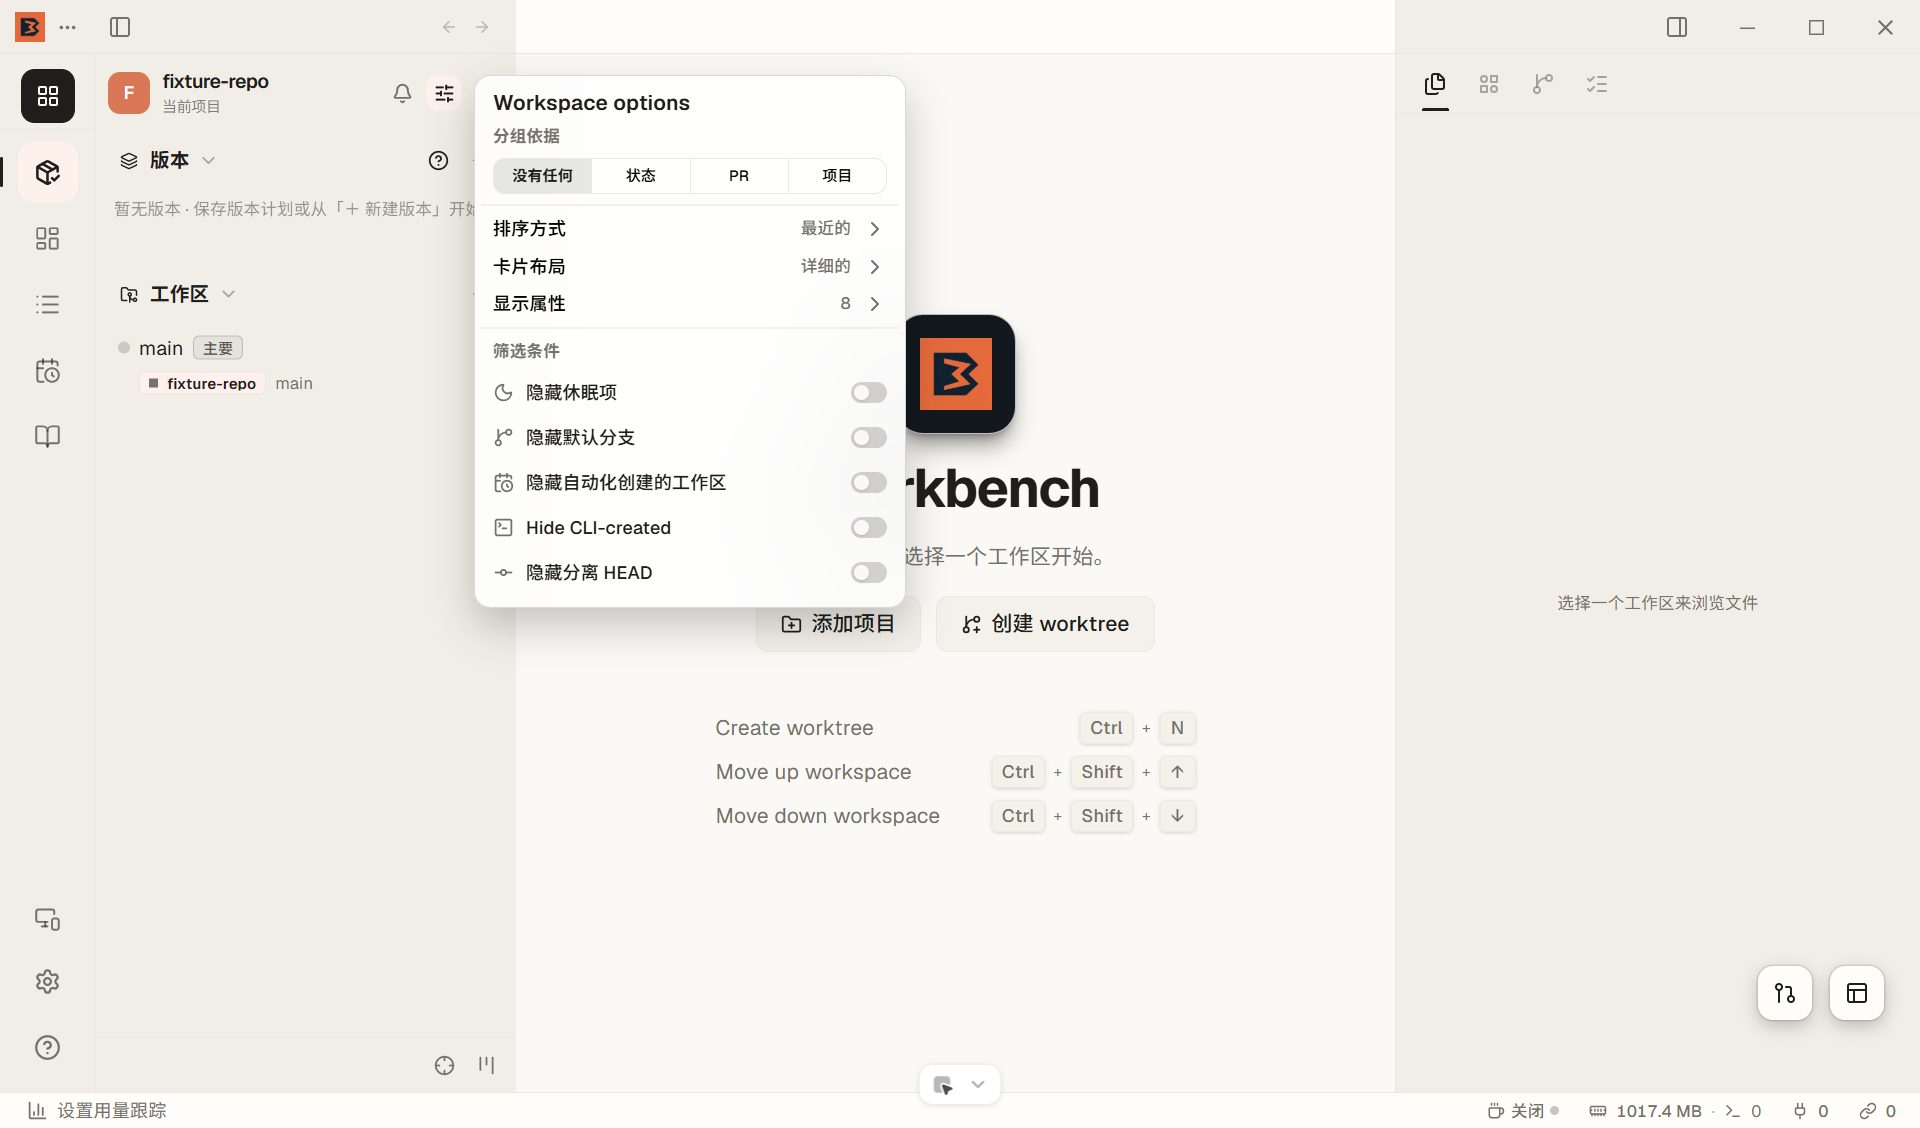 F
fixture-repo
当前项目
版本
暂无版本 · 保存版本计划或从「＋ 新建版本」开始
工作区
main 主要
fixture-repo main
Workspace options
分组依据
没有任何 状态 PR 项目
排序方式 最近的
卡片布局 详细的
显示属性 8
筛选条件
隐藏休眠项
隐藏默认分支
隐藏自动化创建的工作区
Hide CLI-created
隐藏分离 HEAD
rkbench
选择一个工作区开始。
添加项目 创建 worktree
Create worktree Ctrl + N
Move up workspace Ctrl + Shift + ↑
Move down workspace Ctrl + Shift + ↓
选择一个工作区来浏览文件
设置用量跟踪
关闭 1017.4 MB · 0 0 0